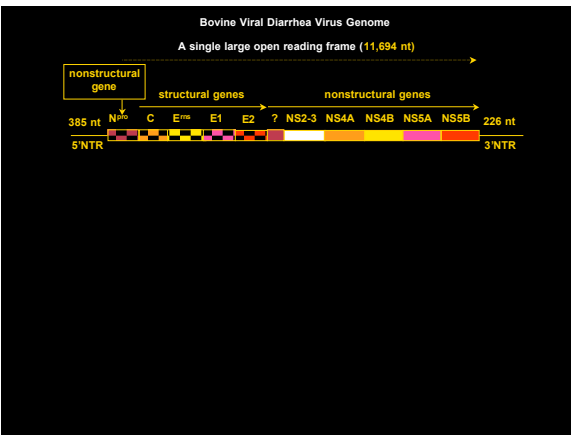 Bovine Viral Diarrhea Virus Genome
A single large open reading frame (11,694 nt)
nonstructural
gene
structural genes
nonstructural genes
385 nt Npro C Erns E1 E2 ? NS2-3 NS4A NS4B NS5A NS5B 226 nt
5'NTR
3'NTR